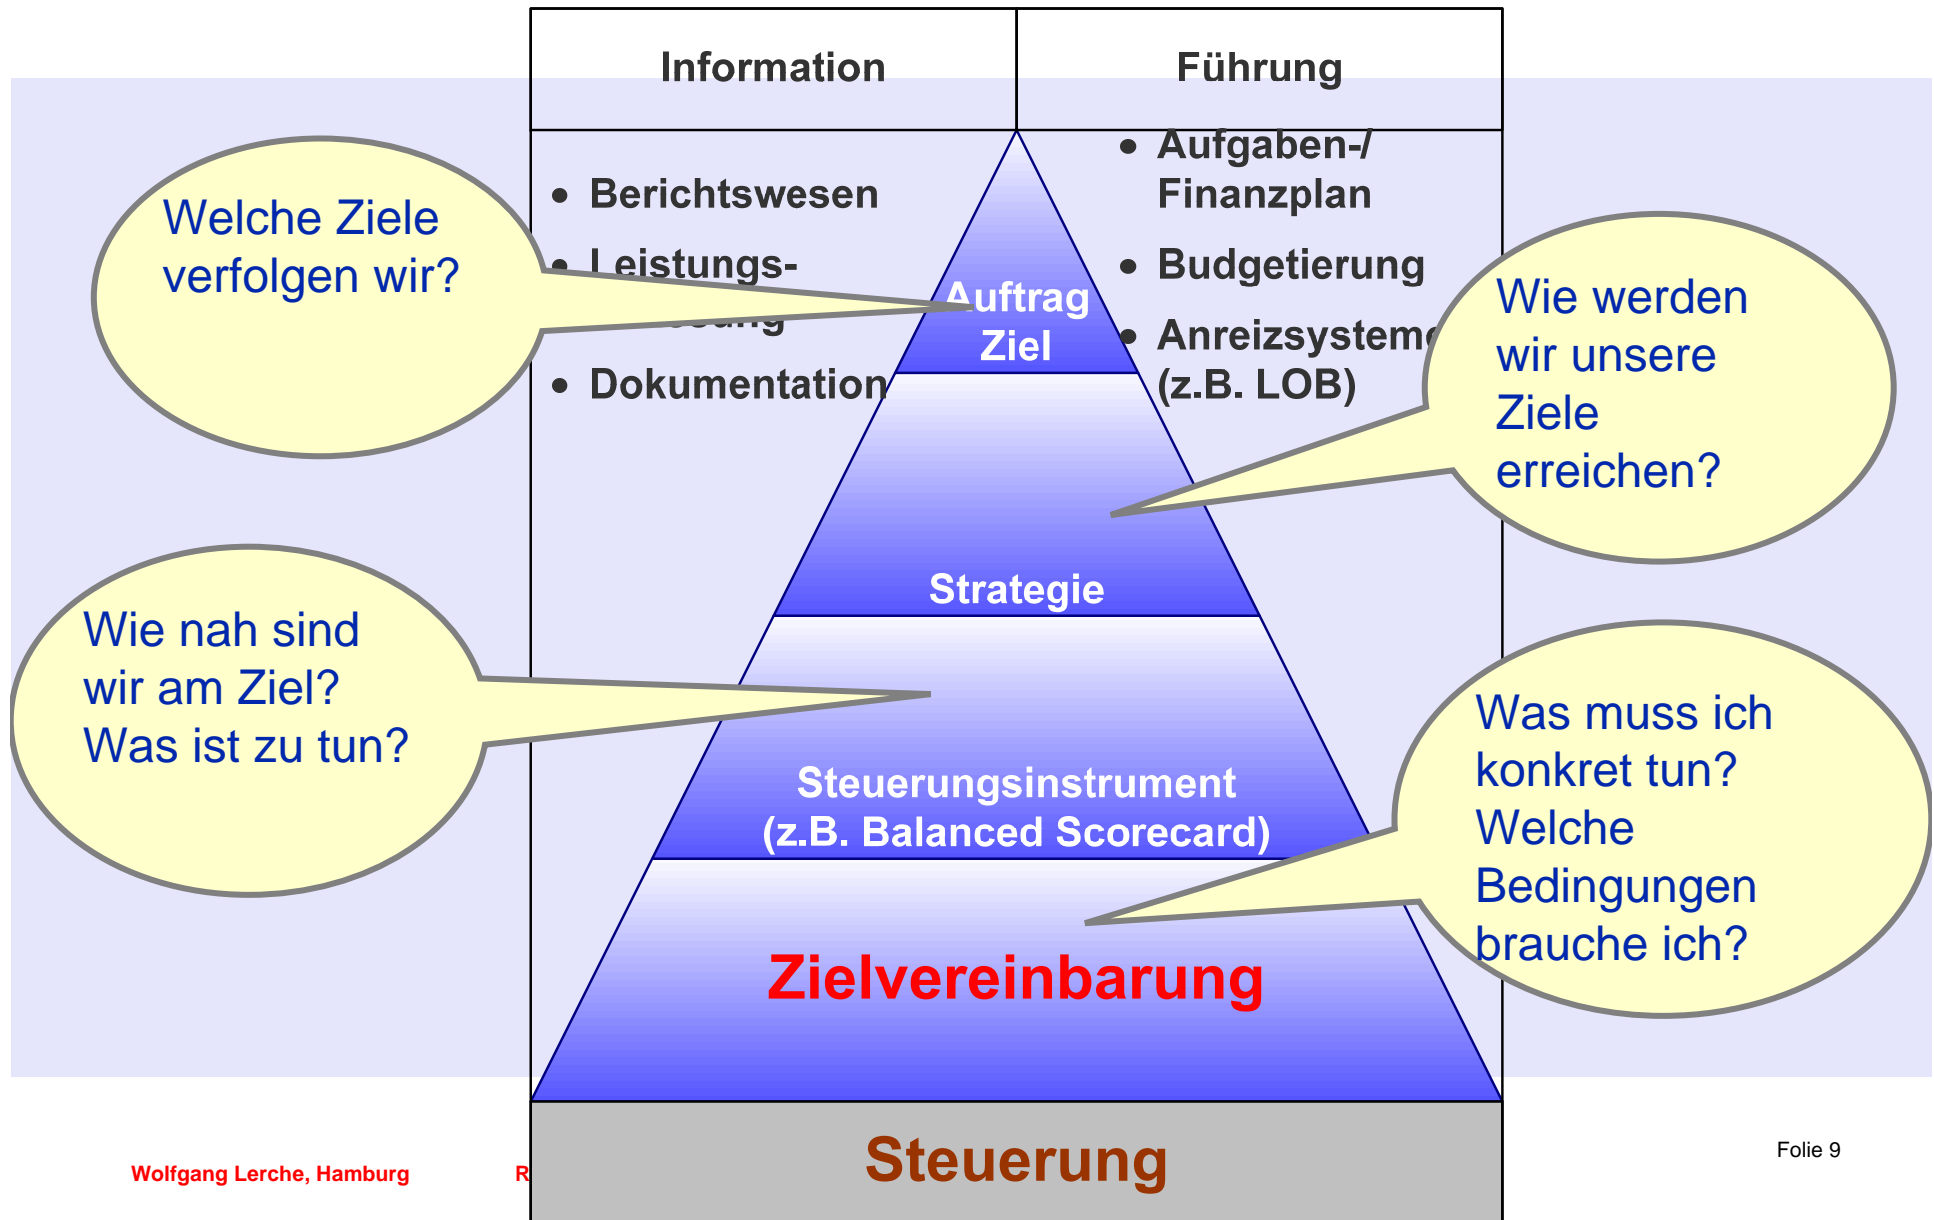 Information
Führung
Welche Ziele
verfolgen wir?
• Berichtswesen
• Leistungs-
• Dokumentation
• Aufgaben-/
Finanzplan
• Budgetierung
• Anreizsysteme
(z.B. LOB)
Wie werden
wir unsere
Ziele
erreichen?
Auftrag
Ziel
Strategie
Wie nah sind
wir am Ziel?
Was ist zu tun?
Steuerungsinstrument
(z.B. Balanced Scorecard)
Was muss ich
konkret tun?
Welche
Bedingungen
brauche ich?
Zielvereinbarung
Steuerung
Wolfgang Lerche, Hamburg
Folie 9